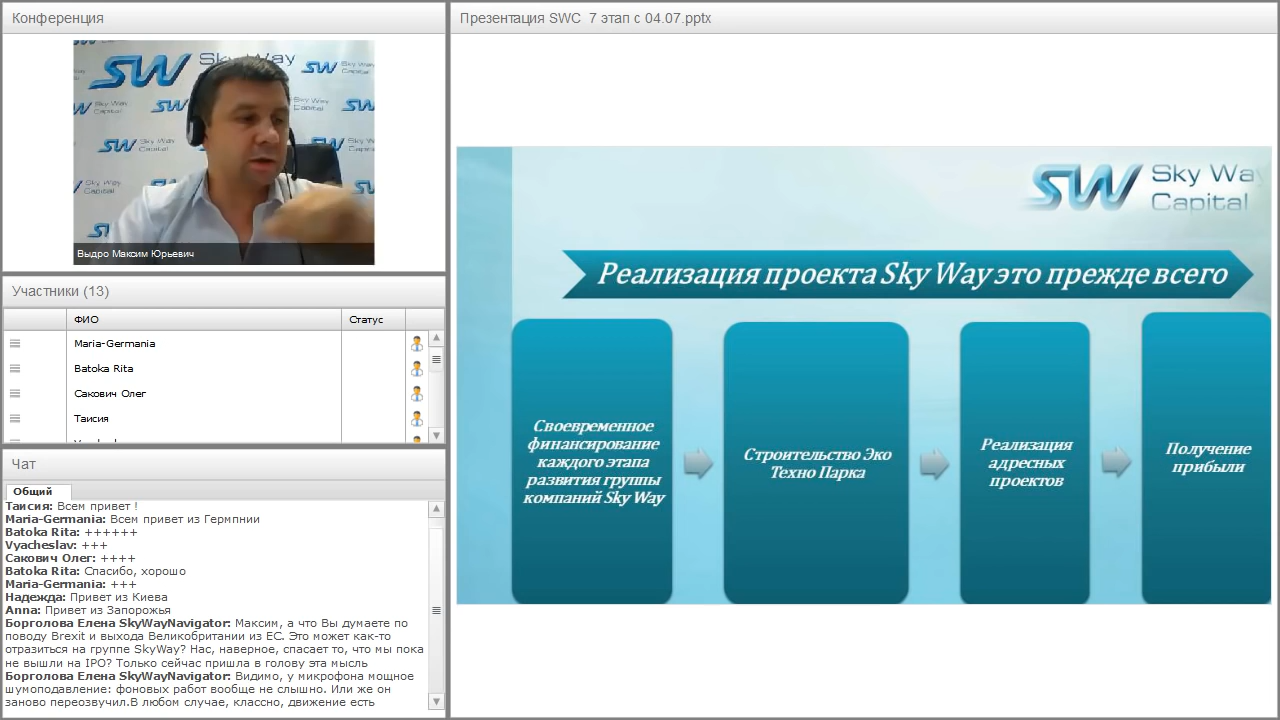 Конференция
Sky Way
SW
SW Sky Way Capital
Выдро Максим Юрьевич
Участники (13)
ФИО
Статус
Maria-Germania
Batoka Rita
Сакович Олег
Таисия
Чат
Общий
Таисия: Всем привет !
Maria-Germania: Всем привет из Гермпнии
Batoka Rita: ++++++
Vyacheslav: +++
Сакович Олег: ++++
Batoka Rita: Спасибо, хорошо
Maria-Germania: +++
Надежда: Привет из Киева
Anna: Привет из Запорожья
Борголова Елена SkyWayNavigator: Максим, а что Вы думаете по
поводу Brexit и выхода Великобритании из ЕС. Это может как-то
отразиться на группе SkyWay? Нас, наверное, спасает то, что мы пока
не вышли на IPO? Только сейчас пришла в голову эта мысль
Борголова Елена SkyWayNavigator: Видимо, у микрофона мощное
шумоподавление: фоновых работ вообще не слышно. Или же он
заново переозвучил.В любом случае, классно, движение есть
Презентация SWC 7 этап с 04.07.pptx
SW Sky Way
Capital
Реализация проекта Sky Way это прежде всего
Своевременное
финансирование
каждого этапа
развития группы
компаний Sky Way
Строительство Эко
Техно Парка
Реализация
адресных
проектов
Получение
прибыли